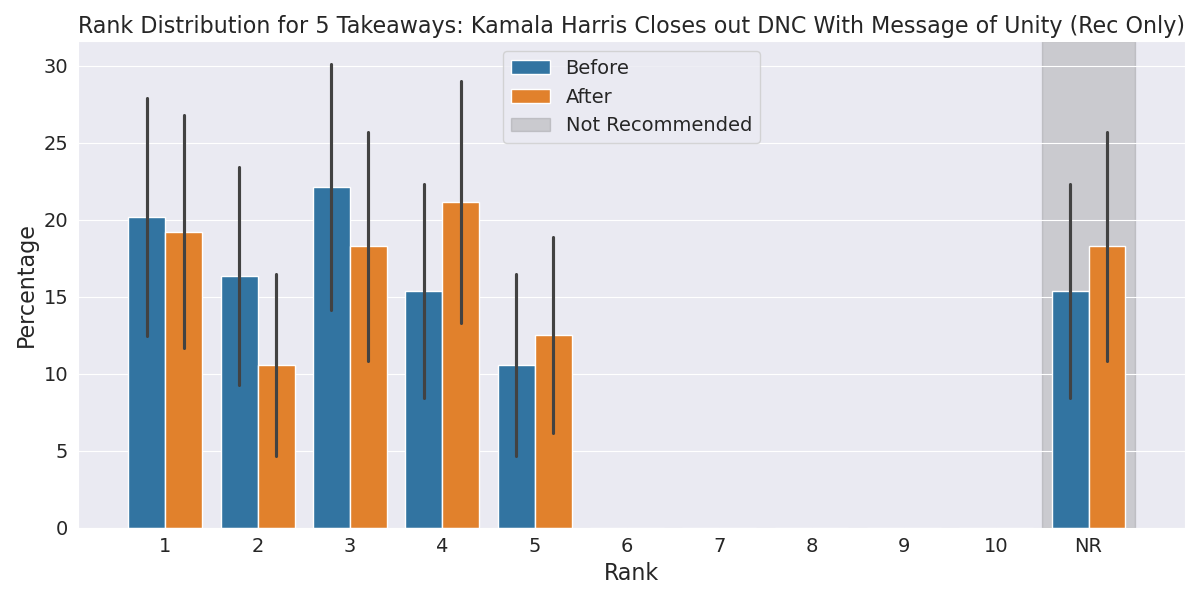 Rank Distribution for 5 Takeaways: Kamala Harris Closes out DNC With Message of Unity (Rec Only)
Before
After
Not Recommended
Percentage
30
25
20
15
10
5
0
1 2 3 4 5 6 7 8 9 10 NR
Rank